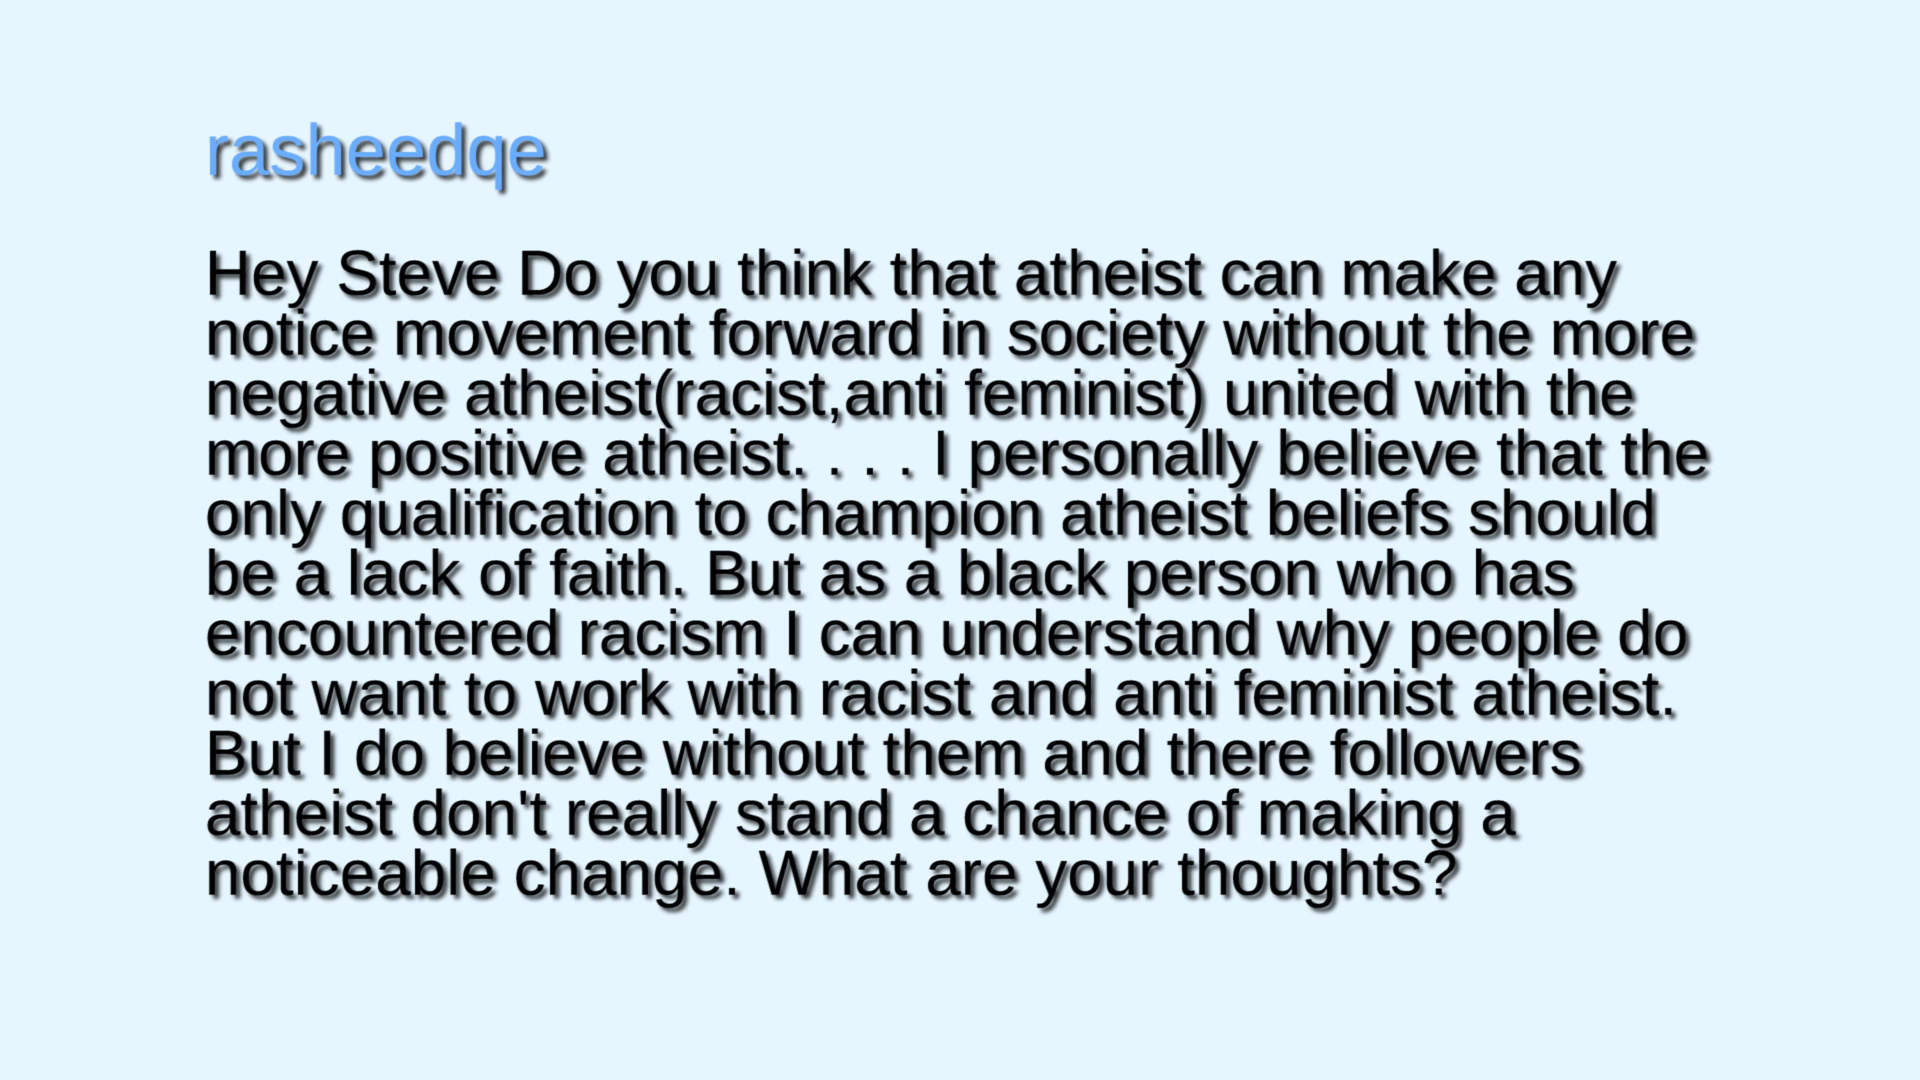 rasheedqe
Hey Steve Do you think that atheist can make any
notice movement forward in society without the more
negative atheist(racist,anti feminist) united with the
more positive atheist. . . . I personally believe that the
only qualification to champion atheist beliefs should
be a lack of faith. But as a black person who has
encountered racism I can understand why people do
not want to work with racist and anti feminist atheist.
But I do believe without them and there followers
atheist don't really stand a chance of making a
noticeable change. What are your thoughts?